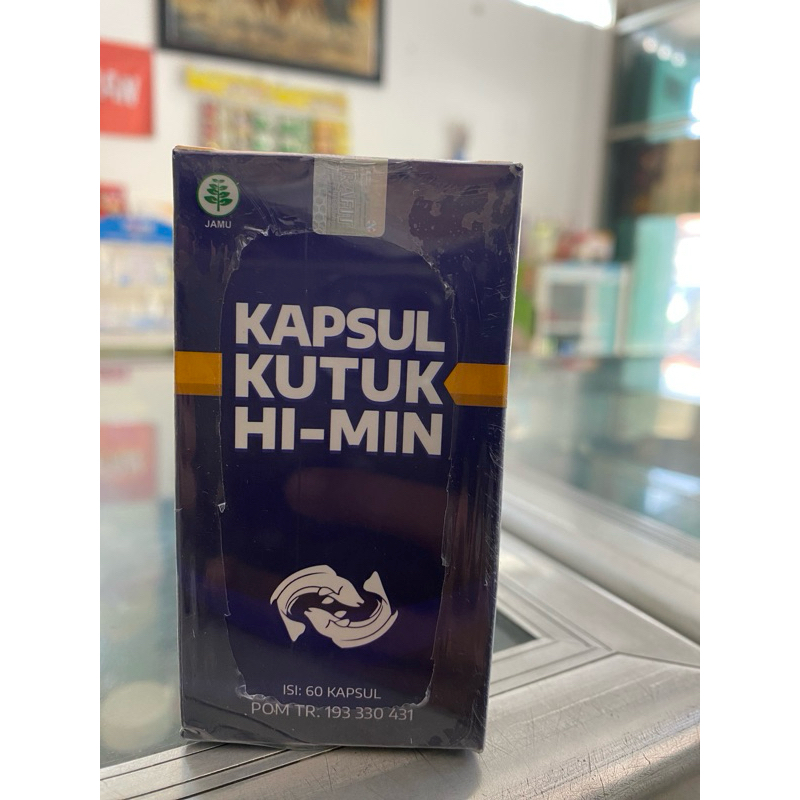 JAMU
KAPSUL
KUTUK
HI-MIN
ISI: 60 KAPSUL
POM TR. 193 330 431